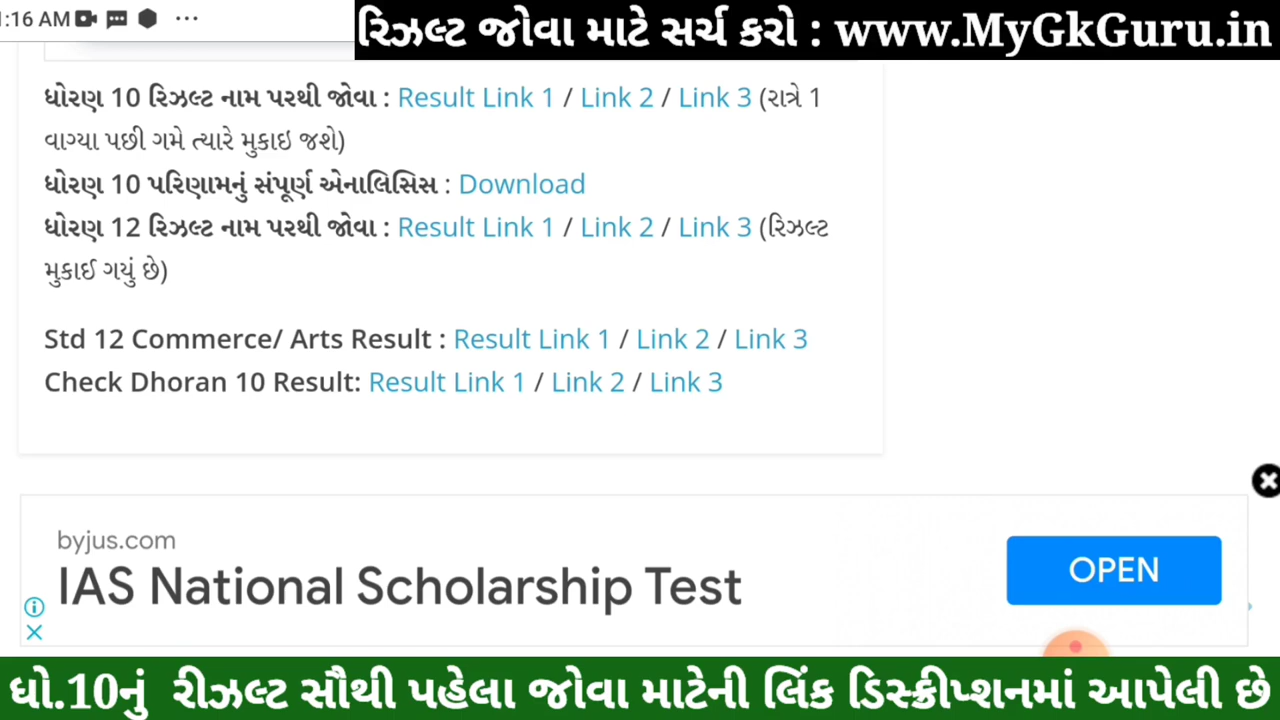 :16 AM
રિઝલ્ટ જોવા માટે સર્ચ કરો : www.MyGkGuru.in
ધોરણ 10 રિઝલ્ટ નામ પરથી જોવા : Result Link 1 / Link 2 / Link 3 (રાત્રે 1
વાગ્યા પછી ગમે ત્યારે મુકાઇ જશે)
ધોરણ 10 પરિણામનું સંપૂર્ણ એનાલિસિસ : Download
ધોરણ 12 રિઝલ્ટ નામ પરથી જોવા : Result Link 1 / Link 2 / Link 3 (રિઝલ્ટ
મુકાઈ ગયું છે)
Std 12 Commerce/ Arts Result : Result Link 1 / Link 2 / Link 3
Check Dhoran 10 Result: Result Link 1 / Link 2 / Link 3
byjus.com
IAS National Scholarship Test
OPEN
ધો.10નું રીઝલ્ટ સૌથી પહેલા જોવા માટેની લિંક ડિસ્ક્રીપ્શનમાં આપેલી છે